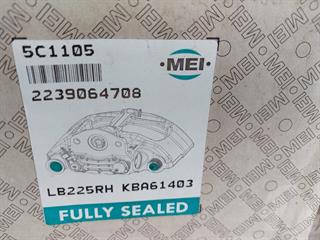 5C1105
MEI
2239064708
LB225RH KBA61403
FULLY SEALED